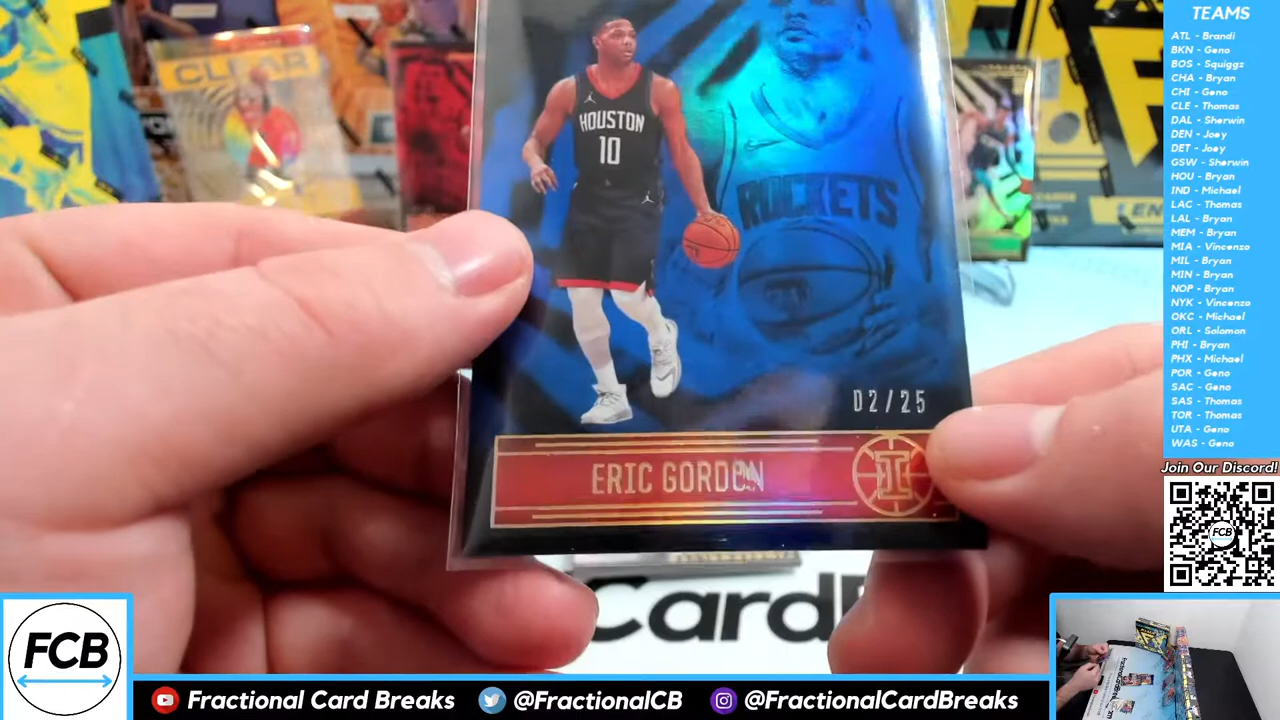 CLEAR
HOUSTON
10
ROCKETS
02/25
ERIC GORDON
Card
TEAMS
ATL - Brandi
BKN - Geno
BOS - Squiggz
CHA - Bryan
CHI - Geno
CLE - Thomas
DAL - Sherwin
DEN - Joey
DET - Joey
GSW - Sherwin
HOU - Bryan
IND - Michael
LAC - Thomas
LAL - Bryan
MEM - Bryan
MIA - Vincenzo
MIL - Bryan
MIN - Bryan
NOP - Bryan
NYK - Vincenzo
OKC - Michael
ORL - Solomon
PHI - Bryan
PHX - Michael
POR - Geno
SAC - Geno
SAS - Thomas
TOR - Thomas
UTA - Geno
WAS - Geno
Join Our Discord!
FCB
FCB
Fractional Card Breaks @FractionalCB @FractionalCardBreaks